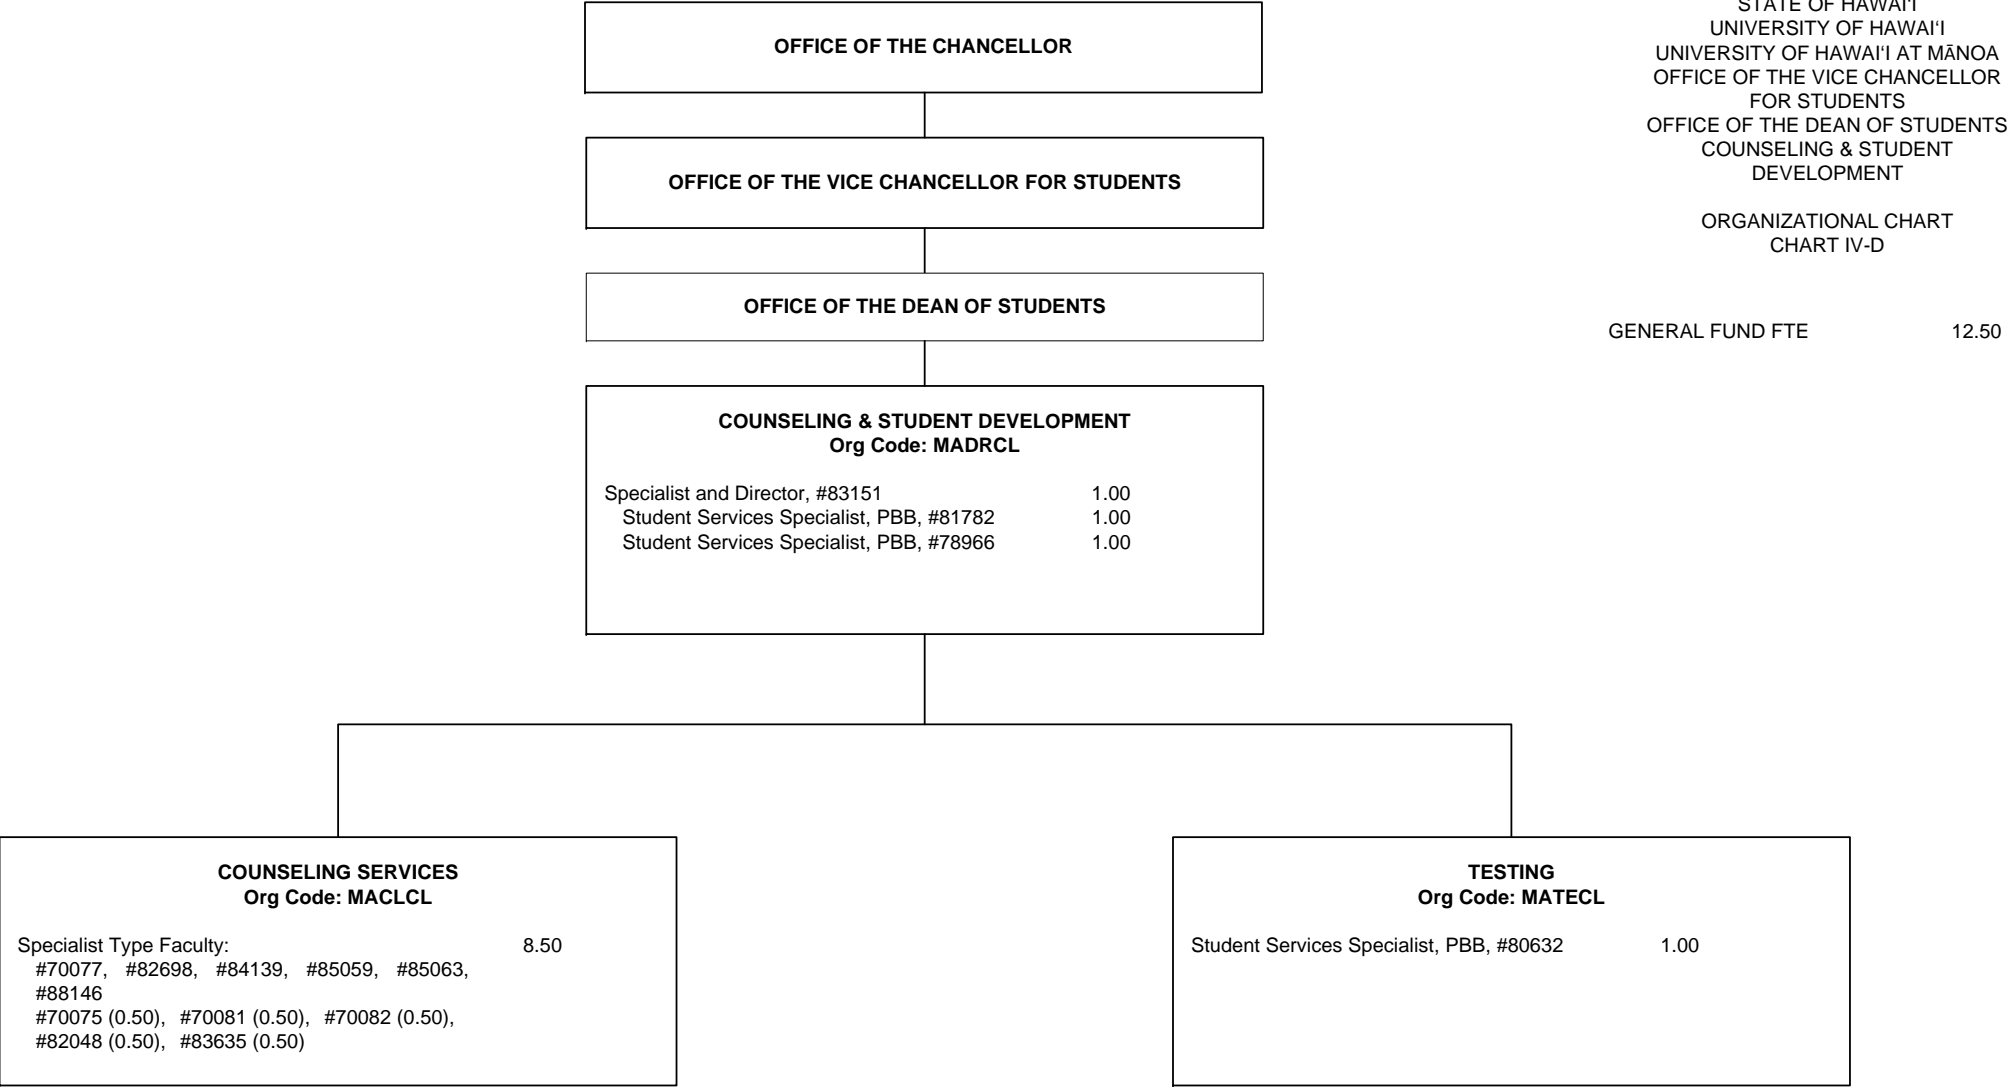 STATE OF HAWAI‘I
UNIVERSITY OF HAWAI‘I
UNIVERSITY OF HAWAI‘I AT MĀNOA
OFFICE OF THE VICE CHANCELLOR
FOR STUDENTS
OFFICE OF THE DEAN OF STUDENTS
COUNSELING & STUDENT
DEVELOPMENT
ORGANIZATIONAL CHART
CHART IV-D
GENERAL FUND FTE 12.50
OFFICE OF THE CHANCELLOR
OFFICE OF THE VICE CHANCELLOR FOR STUDENTS
OFFICE OF THE DEAN OF STUDENTS
COUNSELING & STUDENT DEVELOPMENT
Org Code: MADRCL
Specialist and Director, #83151 1.00
Student Services Specialist, PBB, #81782 1.00
Student Services Specialist, PBB, #78966 1.00
COUNSELING SERVICES
Org Code: MACLCL
Specialist Type Faculty: 8.50
#70077, #82698, #84139, #85059, #85063,
#88146
#70075 (0.50), #70081 (0.50), #70082 (0.50),
#82048 (0.50), #83635 (0.50)
TESTING
Org Code: MATECL
Student Services Specialist, PBB, #80632 1.00